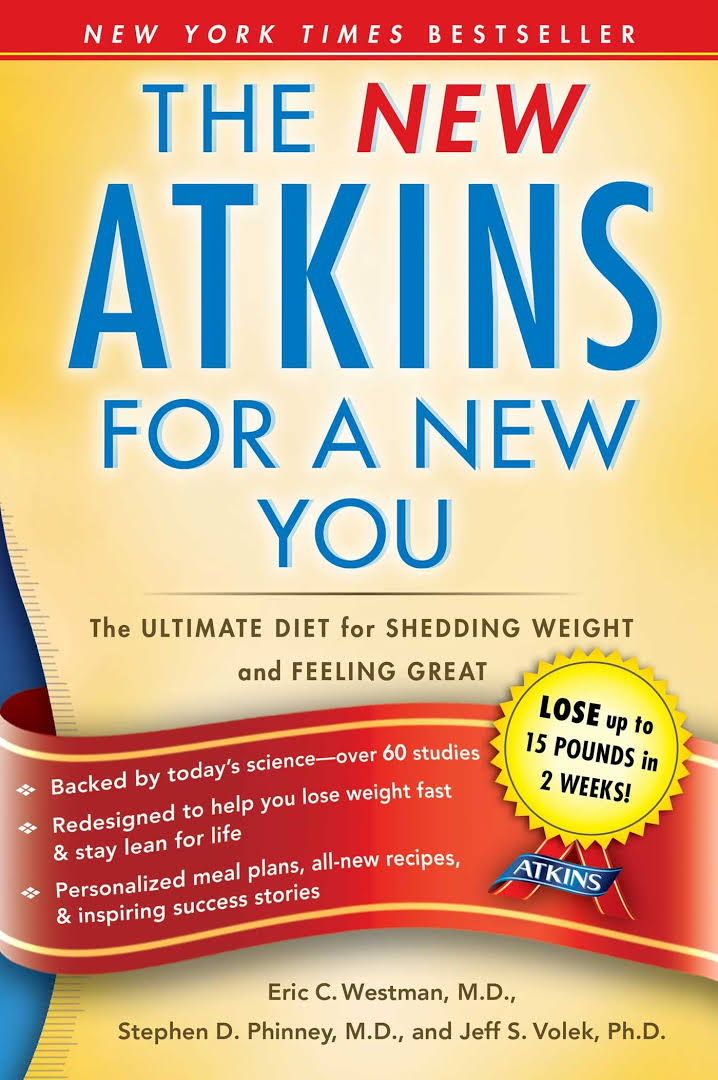 NEW YORK TIMES BESTSELLER
THE NEW
ATKINS
FOR A NEW
YOU
The ULTIMATE DIET for SHEDDING WEIGHT
and FEELING GREAT
LOSE up to
15 POUNDS in
2 WEEKS!
ATKINS
Backed by today's science—over 60 studies
Redesigned to help you lose weight fast
& stay lean for life
Personalized meal plans, all-new recipes,
& inspiring success stories
Eric C. Westman, M.D.,
Stephen D. Phinney, M.D., and Jeff S. Volek, Ph.D.